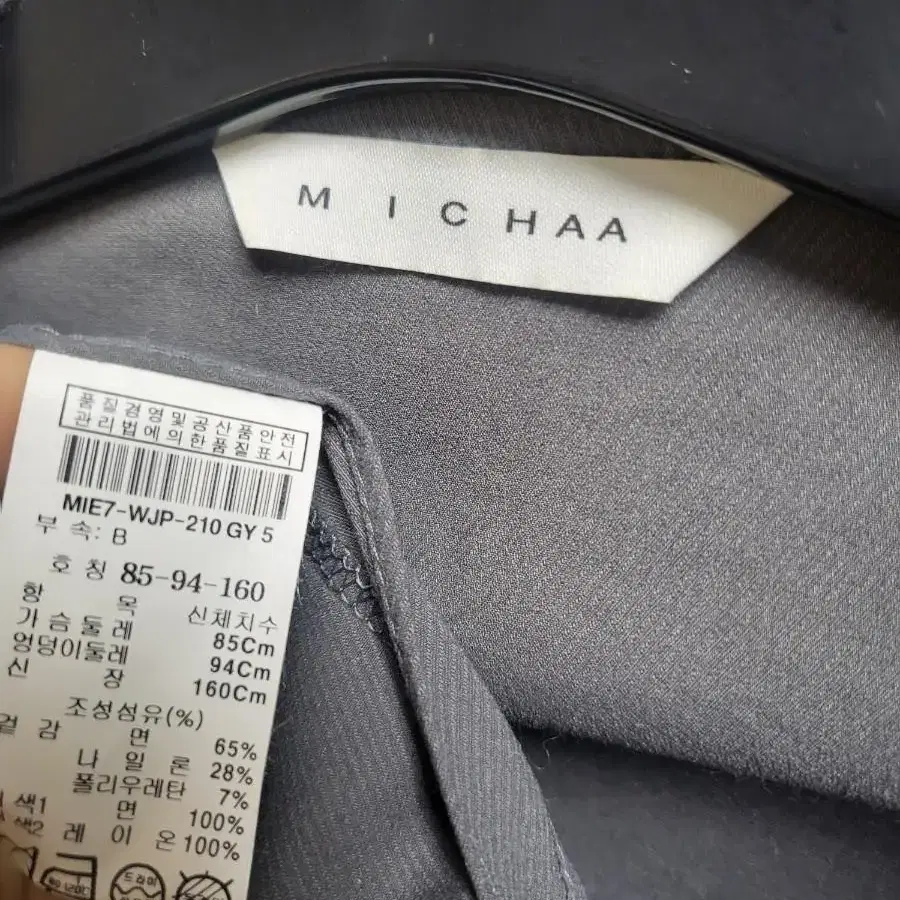 MICHAA
품질경영및공산품안전
관리법에의한품질표시
MIE7-WJP-210 GY 5
부 속: B
호 칭 85-94-160
항 목 신체치수
가슴둘레 85Cm
엉덩이둘레 94Cm
신 장 160Cm
조성섬유(%)
겉 감 면 65%
나 일 론 28%
폴리우레탄 7%
색1 면 100%
색2 레 이 온 100%
드라이